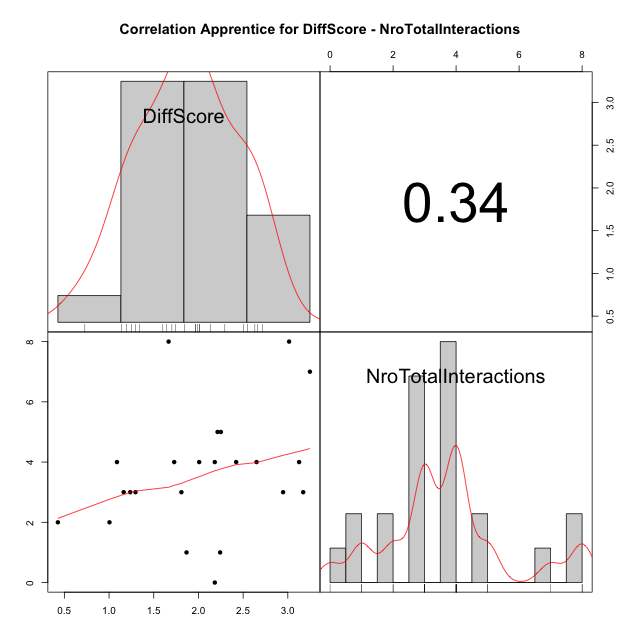 Correlation Apprentice for DiffScore - NroTotalInteractions
0 2 4 6 8
DiffScore
0.34
3.0
2.5
2.0
1.5
1.0
0.5
NroTotalInteractions
8
6
4
2
0
0.5 1.0 1.5 2.0 2.5 3.0